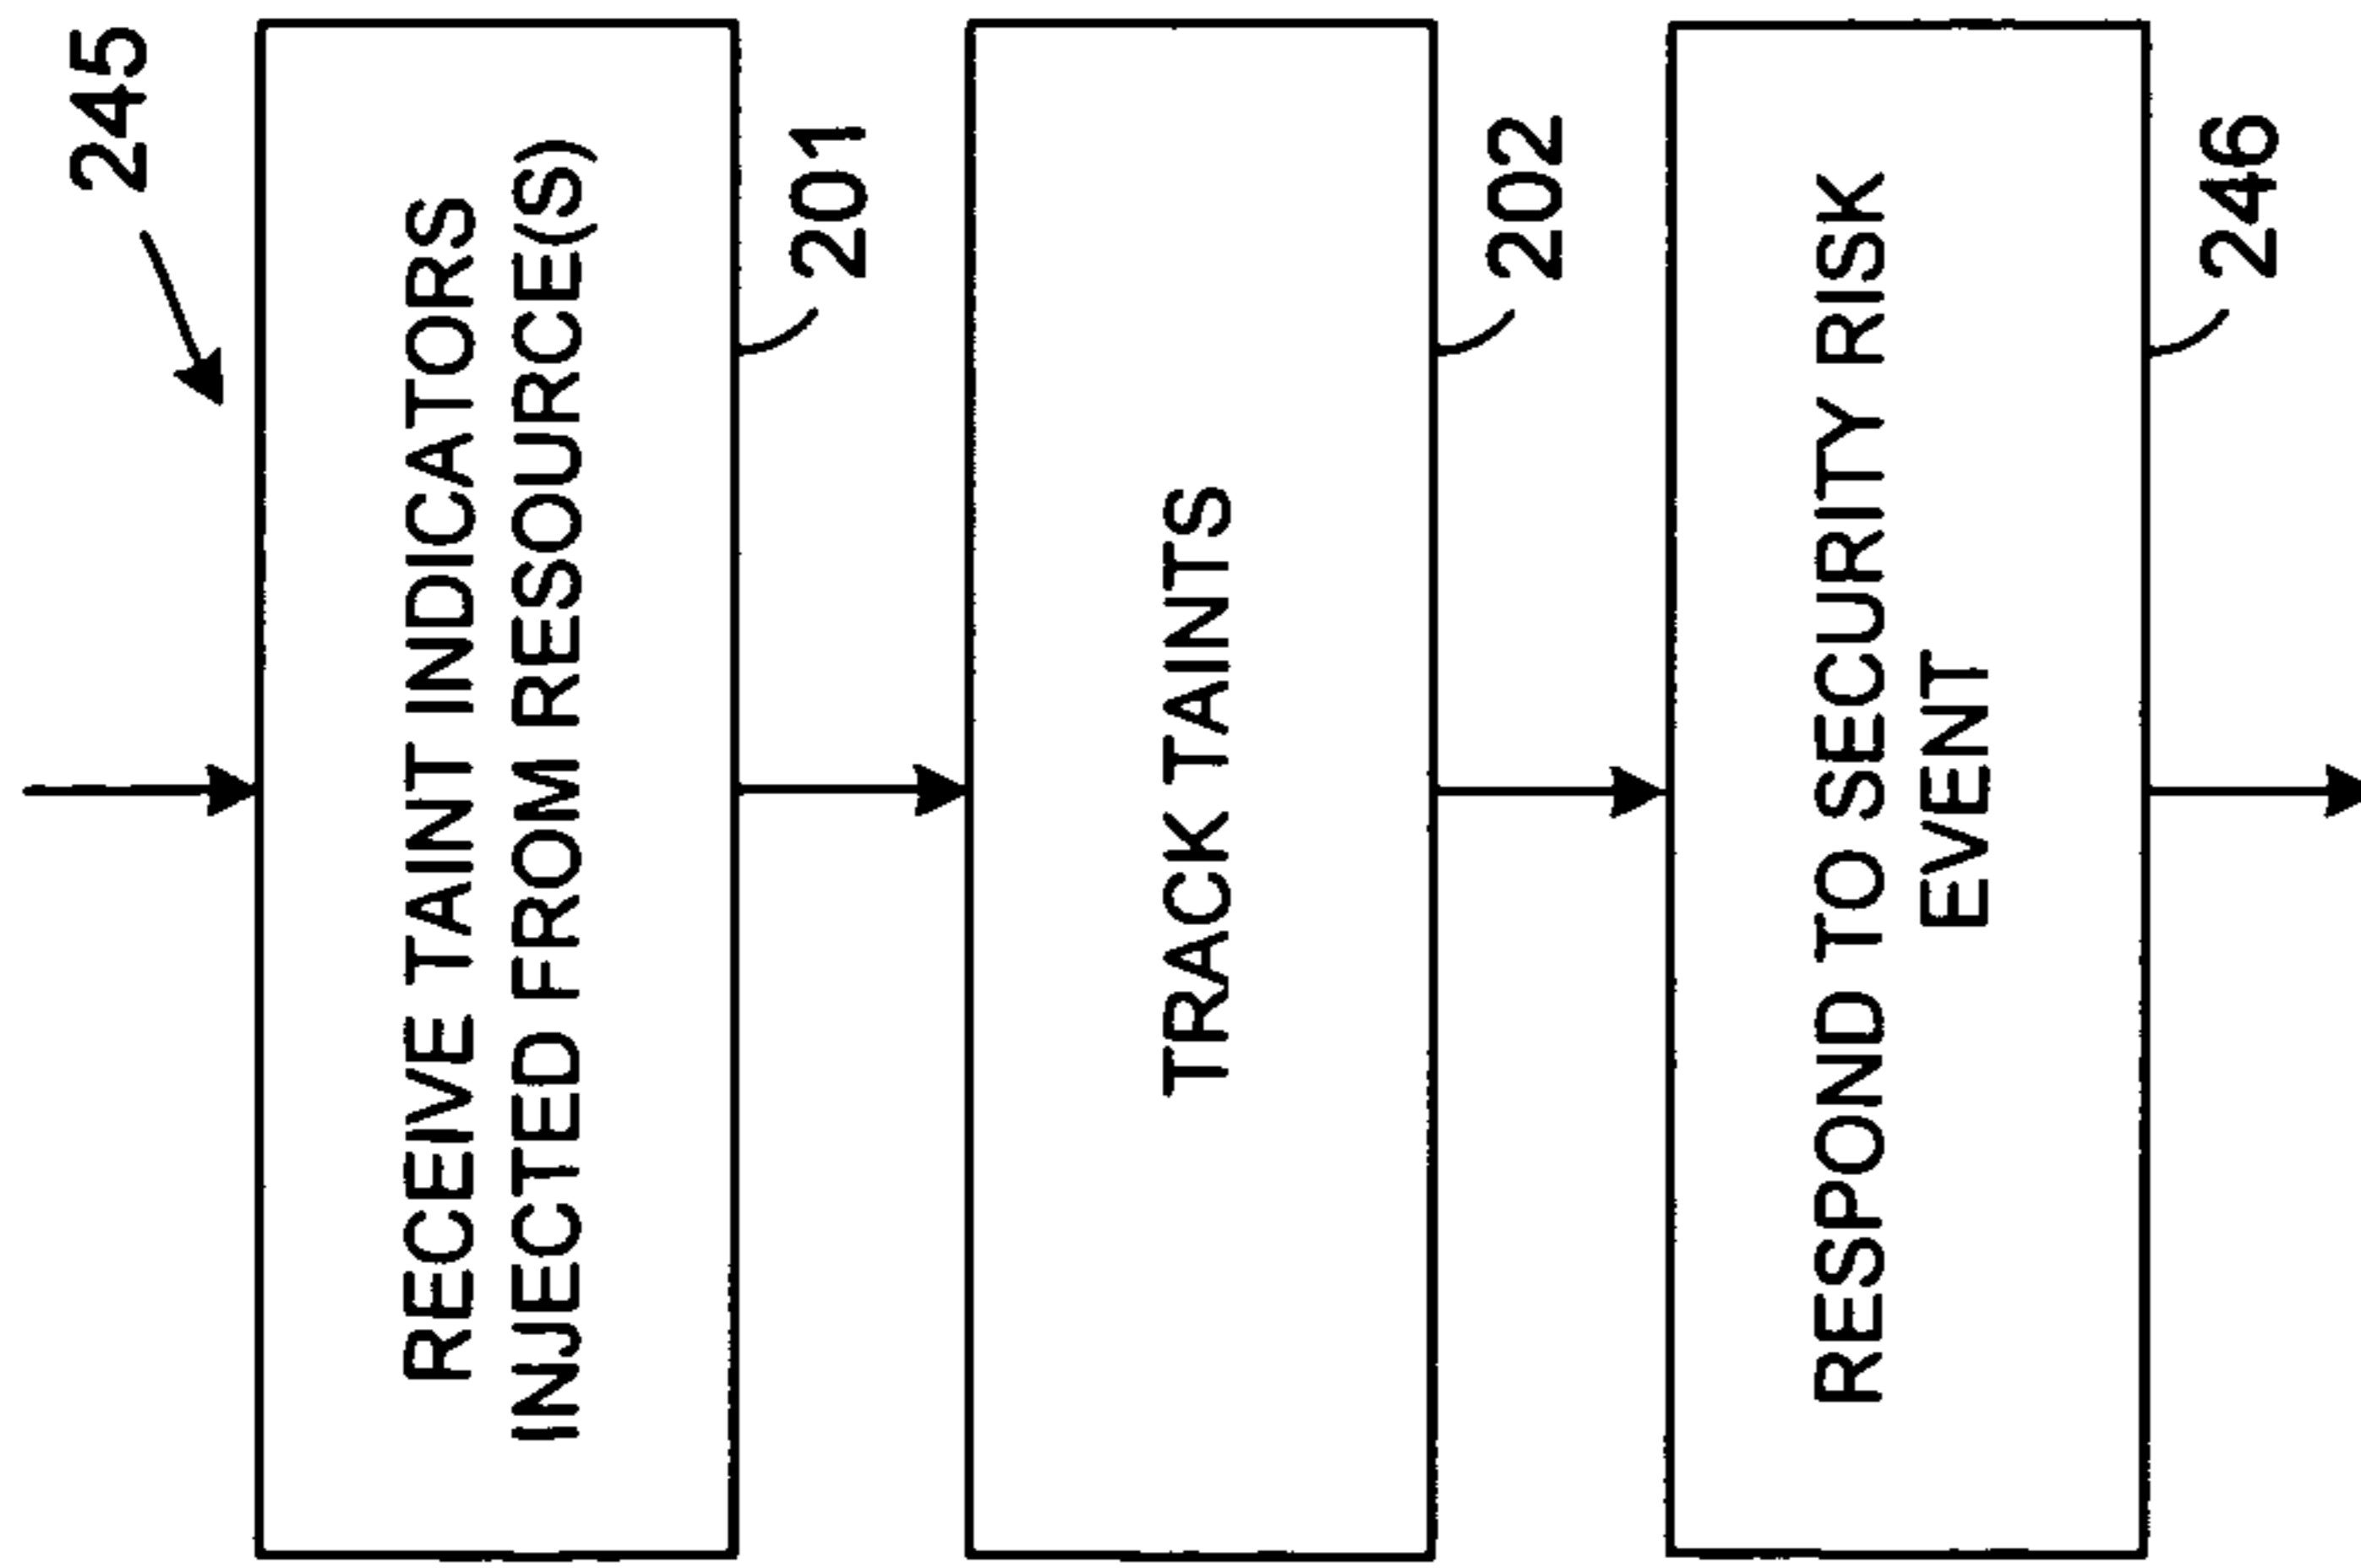 245
RECEIVE TAINT INDICATORS
INJECTED FROM RESOURCE(S)
201
TRACK TAINTS
202
RESPOND TO SECURITY RISK
EVENT
246